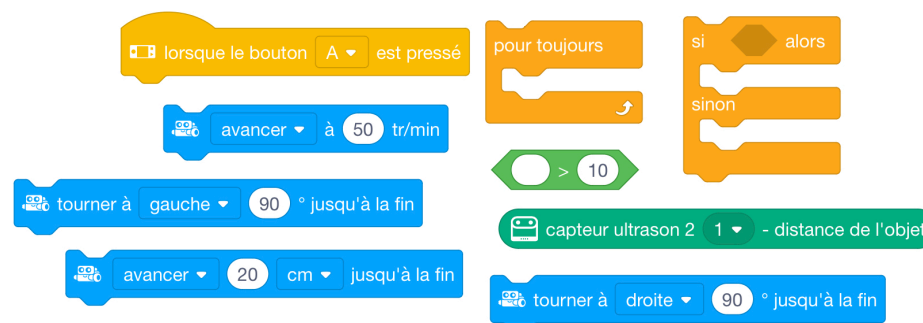 lorsque le bouton A est pressé
pour toujours
si alors
sinon
avancer à 50 tr/min
> 10
tourner à gauche 90 ° jusqu'à la fin
capteur ultrason 2 1 - distance de l'objet
avancer 20 cm jusqu'à la fin
tourner à droite 90 ° jusqu'à la fin